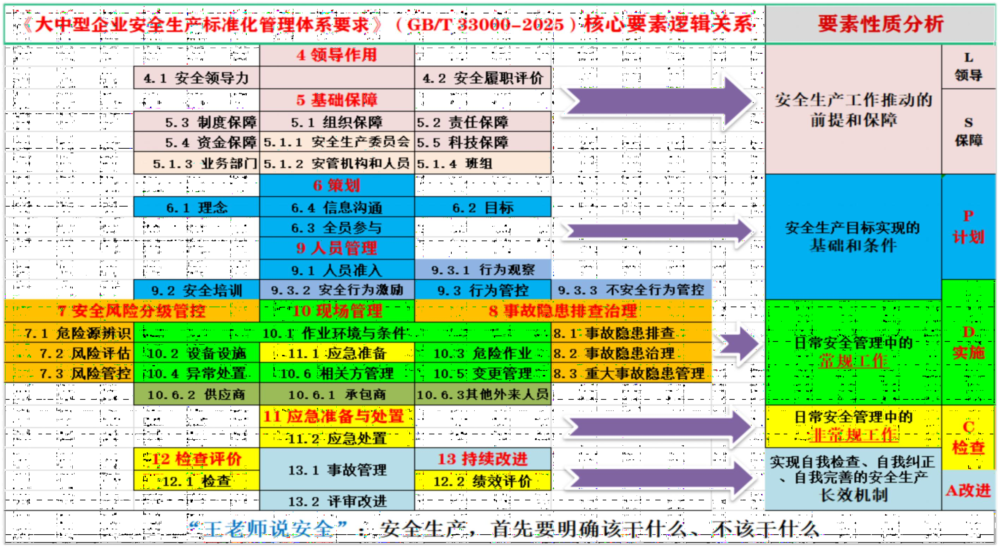 《大中型企业安全生产标准化管理体系要求》（GB/T 33000-2025）核心要素逻辑关系 要素性质分析
4 领导作用
4.1 安全领导力 4.2 安全履职评价
5 基础保障
5.3 制度保障 5.1 组织保障 5.2 责任保障
5.4 资金保障 5.1.1 安全生产委员会 5.5 科技保障
5.1.3 业务部门 5.1.2 安管机构和人员 5.1.4 班组
安全生产工作推动的
前提和保障
L
领导
S
保障
6 策划
6.1 理念 6.4 信息沟通 6.2 目标
6.3 全员参与
9 人员管理
9.1 人员准入 9.3.1 行为观察
9.2 安全培训 9.3.2 安全行为激励 9.3 行为管控 9.3.3 不安全行为管控
安全生产目标实现的
基础和条件
P
计划
7 安全风险分级管控 10 现场管理 8 事故隐患排查治理
7.1 危险源辨识 10.1 作业环境与条件 8.1 事故隐患排查
7.2 风险评估 10.2 设备设施 11.1 应急准备 10.3 危险作业 8.2 事故隐患治理
7.3 风险管控 10.4 异常处置 10.6 相关方管理 10.5 变更管理 8.3 重大事故隐患管理
10.6.2 供应商 10.6.1 承包商 10.6.3其他外来人员
日常安全管理中的
常规工作
D
实施
11 应急准备与处置
11.2 应急处置
日常安全管理中的
非常规工作
C
检查
12 检查评价 13.1 事故管理 13 持续改进
12.1 检查 12.2 绩效评价
13.2 评审改进
实现自我检查、自我纠正
、自我完善的安全生产
长效机制
A改进
“王老师说安全”：安全生产，首先要明确该干什么、不该干什么